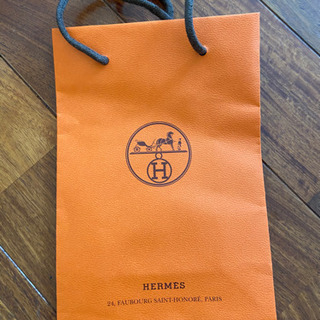 H
HERMES
24, FAUBOURG SAINT-HONORÉ, PARIS